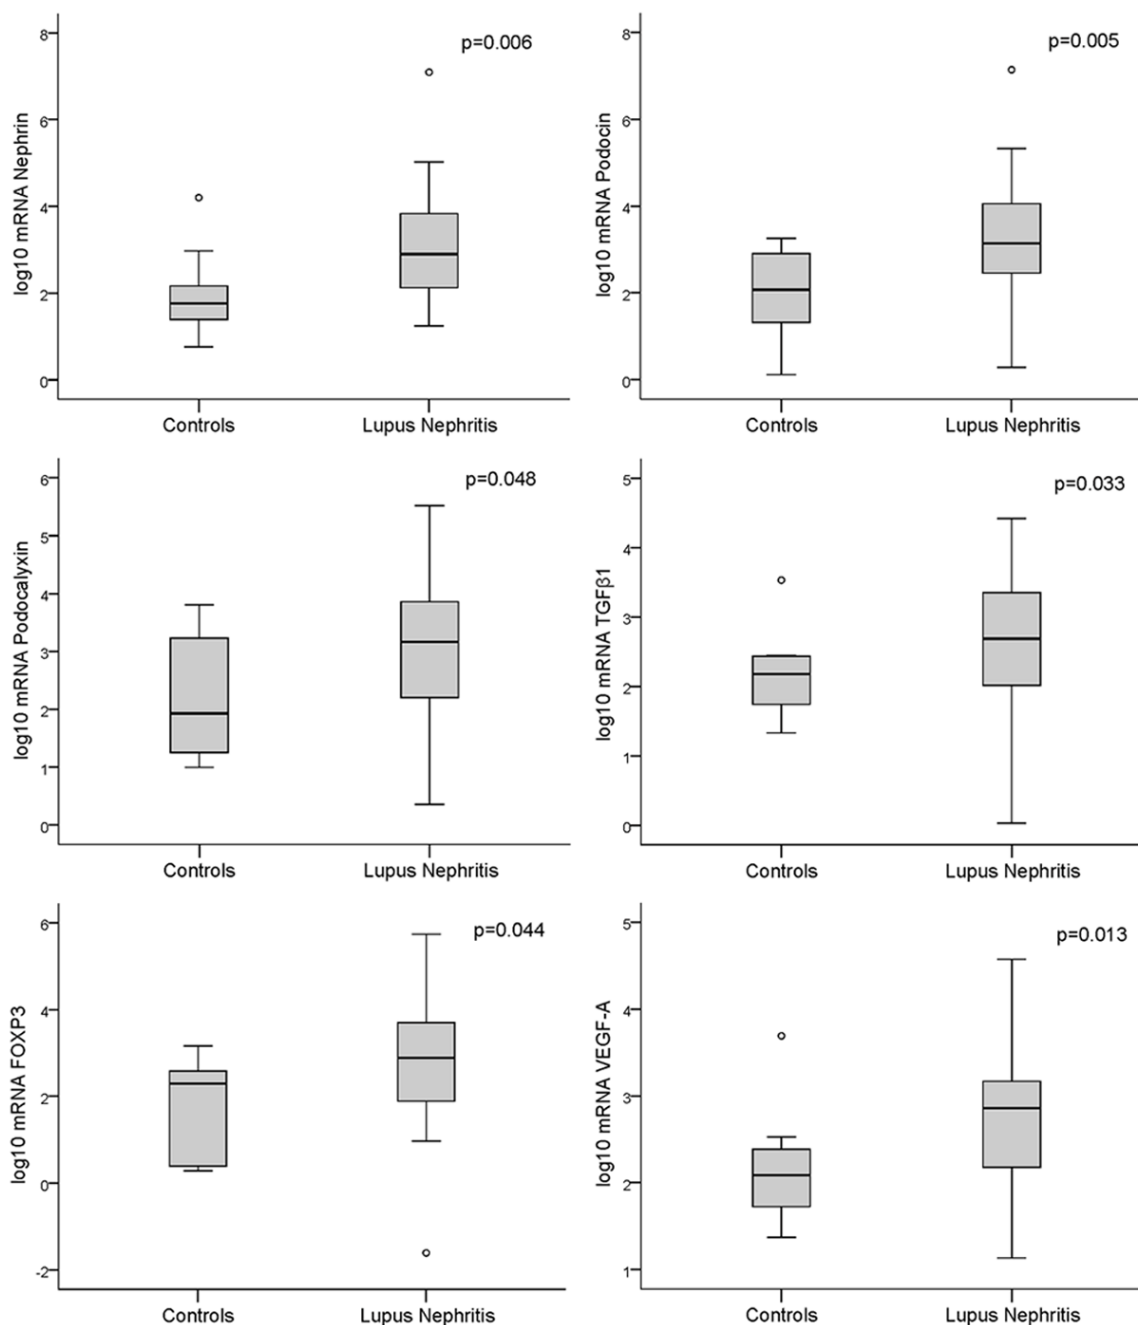 8
6
4
2
0
log10 mRNA Nephrin
p=0.006
Controls
Lupus Nephritis
8
6
4
2
0
log10 mRNA Podocin
p=0.005
Controls
Lupus Nephritis
6
5
4
3
2
1
0
log10 mRNA Podocalyxin
p=0.048
Controls
Lupus Nephritis
5
4
3
2
1
0
log10 mRNA TGFβ1
p=0.033
Controls
Lupus Nephritis
6
4
2
0
-2
log10 mRNA FOXP3
p=0.044
Controls
Lupus Nephritis
5
4
3
2
1
log10 mRNA VEGF-A
p=0.013
Controls
Lupus Nephritis